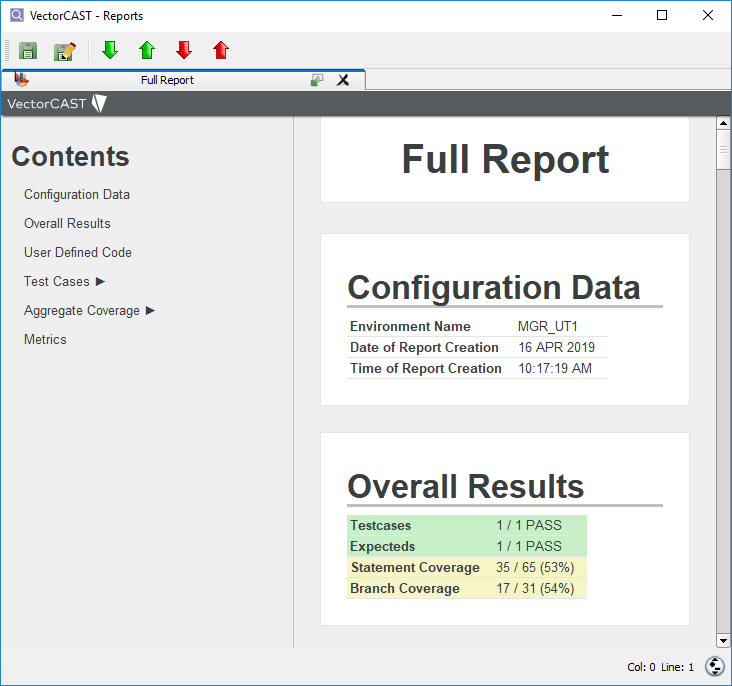 VectorCAST - Reports
Full Report
VectorCAST
Contents
Configuration Data
Overall Results
User Defined Code
Test Cases ▶
Aggregate Coverage ▶
Metrics
Full Report
Configuration Data
Environment Name MGR_UT1
Date of Report Creation 16 APR 2019
Time of Report Creation 10:17:19 AM
Overall Results
Testcases 1 / 1 PASS
Expecteds 1 / 1 PASS
Statement Coverage 35 / 65 (53%)
Branch Coverage 17 / 31 (54%)
Col: 0 Line: 1